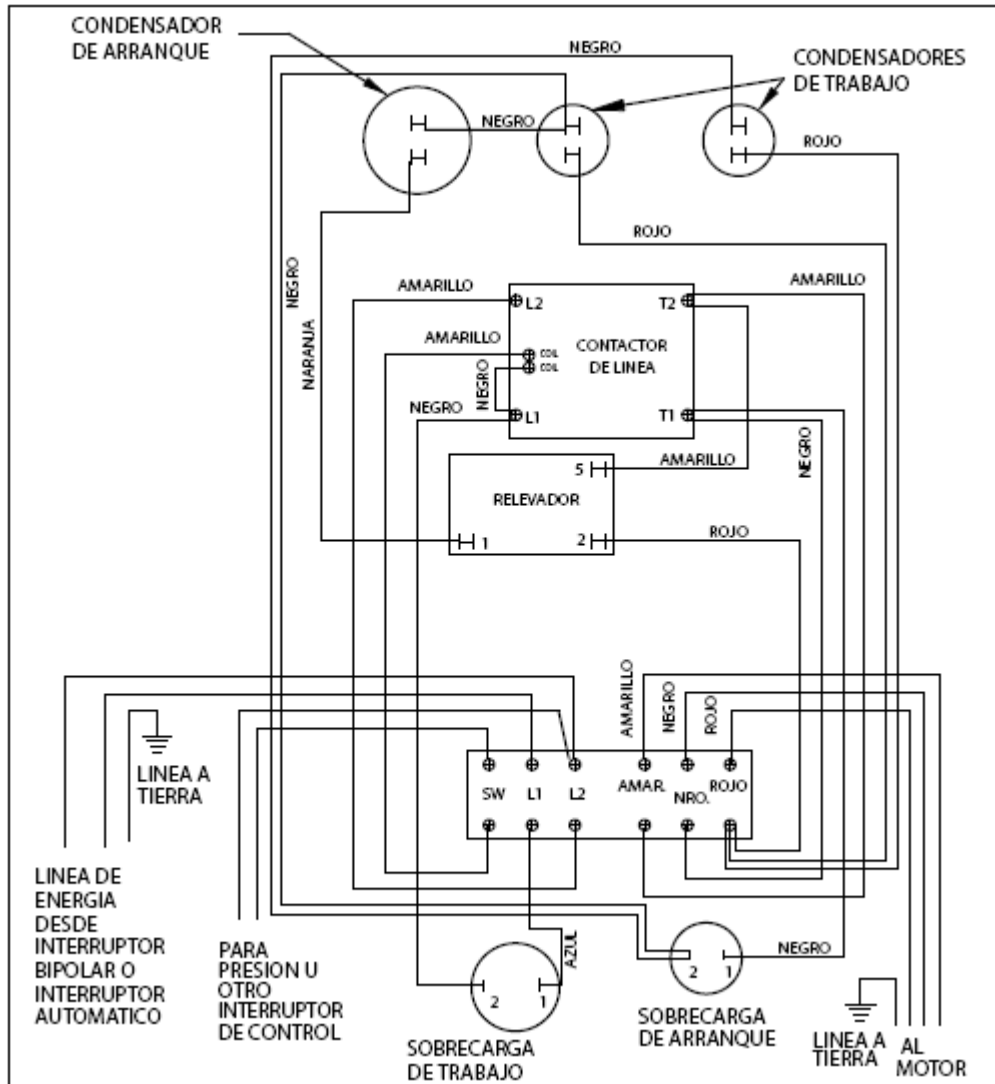 CONDENSADOR
DE ARRANQUE
NEGRO
CONDENSADORES
DE TRABAJO
NEGRO
ROJO
ROJO
NEGRO
NARANJA
AMARILLO
L2
T2
AMARILLO
COIL
COIL
CONTACTOR
DE LINEA
NEGRO
NEGRO
L1
T1
NEGRO
AMARILLO
5
RELEVADOR
1
2
ROJO
AMARILLO
NEGRO
ROJO
LINEA A
TIERRA
SW
L1
L2
AMAR.
NRO.
ROJO
LINEA DE
ENERGIA
DESDE
INTERRUPTOR
BIPOLAR O
INTERRUPTOR
AUTOMATICO
PARA
PRESION U
OTRO
INTERRUPTOR
DE CONTROL
AZUL
2
1
SOBRECARGA
DE TRABAJO
2
1
NEGRO
SOBRECARGA
DE ARRANQUE
LINEA A
TIERRA
AL
MOTOR